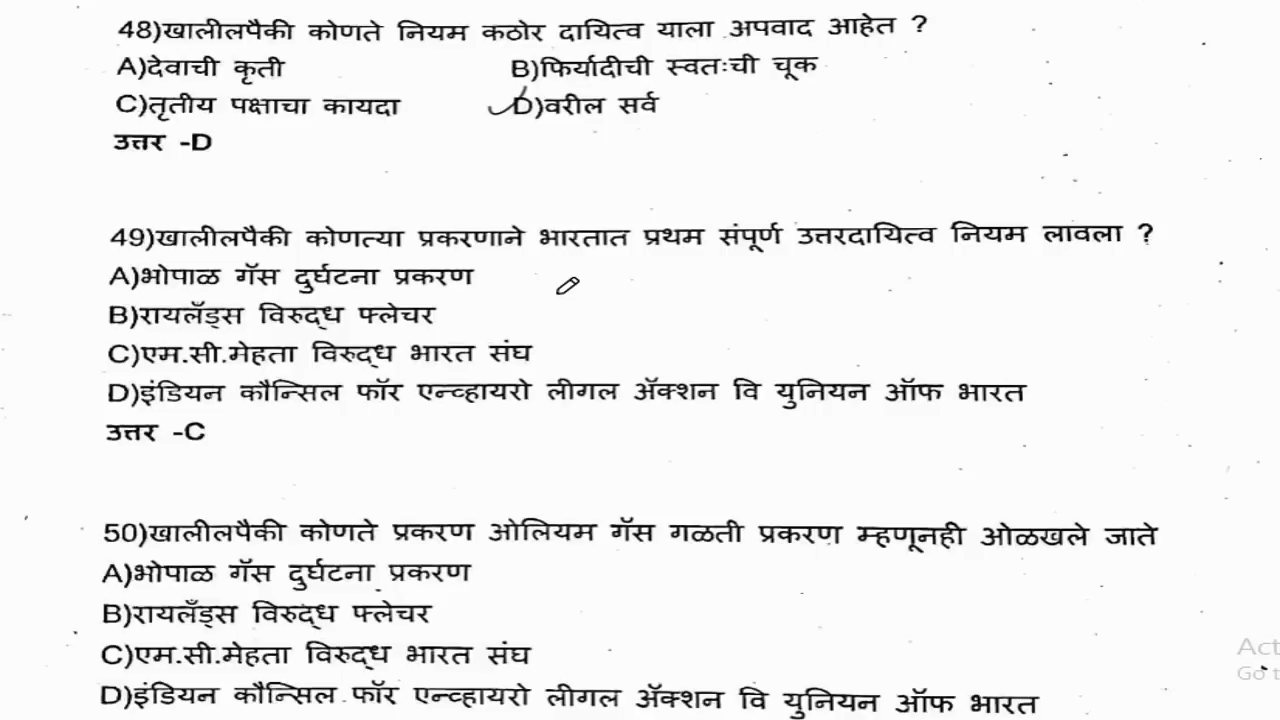 48)खालीलपैकी कोणते नियम कठोर दायित्व याला अपवाद आहेत ?
A)देवाची कृती B)फिर्यादीची स्वतःची चूक
C)तृतीय पक्षाचा कायदा D)वरील सर्व
उत्तर -D
49)खालीलपैकी कोणत्या प्रकरणाने भारतात प्रथम संपूर्ण उत्तरदायित्व नियम लावला ?
A)भोपाळ गॅस दुर्घटना प्रकरण
B)रायलँड्स विरुद्ध फ्लेचर
C)एम.सी.मेहता विरुद्ध भारत संघ
D)इंडियन कौन्सिल फॉर एन्व्हायरो लीगल ॲक्शन वि युनियन ऑफ भारत
उत्तर -C
50)खालीलपैकी कोणते प्रकरण ओलियम गॅस गळती प्रकरण म्हणूनही ओळखले जाते
A)भोपाळ गॅस दुर्घटना प्रकरण
B)रायलँड्स विरुद्ध फ्लेचर
C)एम.सी.मेहता विरुद्ध भारत संघ
D)इंडियन कौन्सिल फॉर एन्व्हायरो लीगल ॲक्शन वि युनियन ऑफ भारत